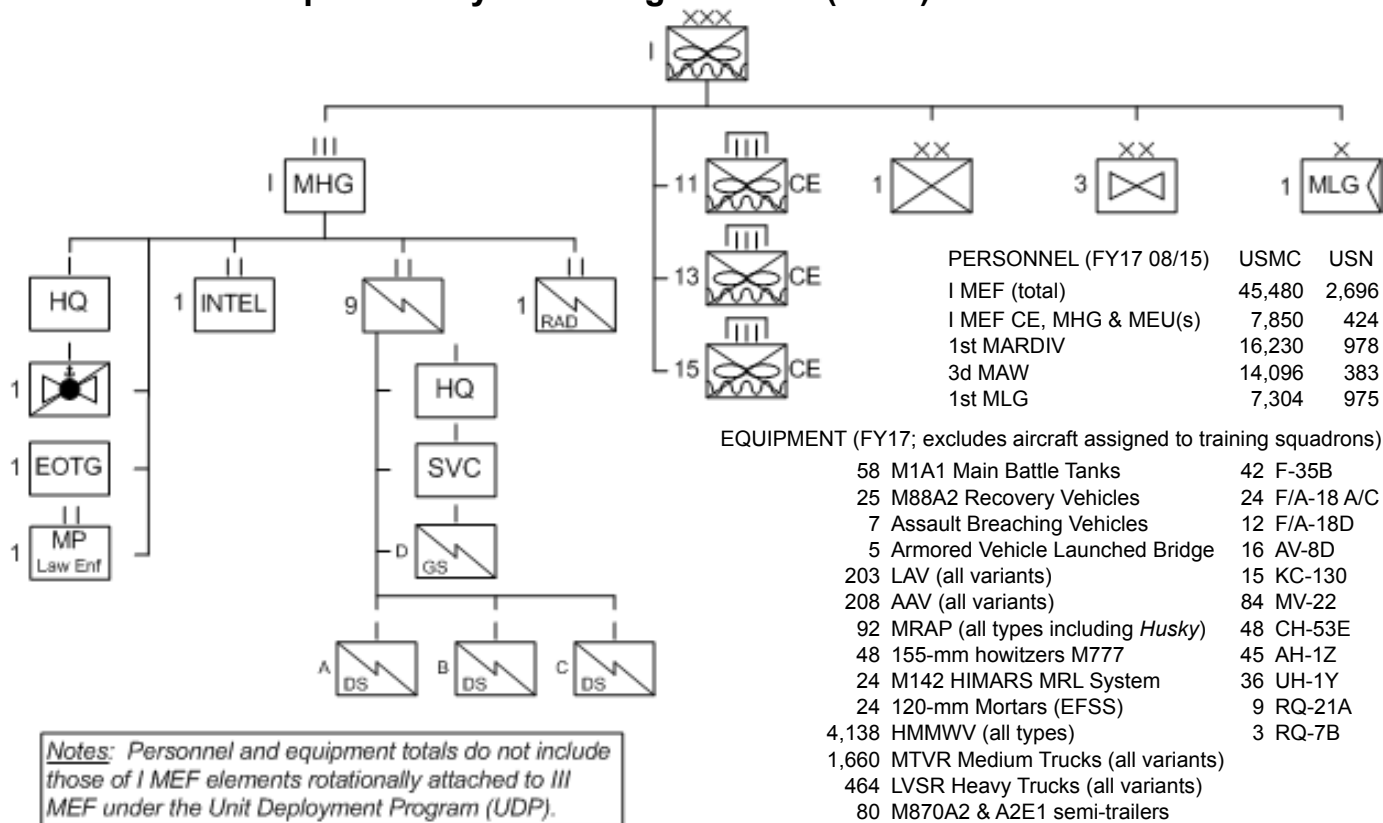 XXX
I
III
I MHG
11 III CE
13 III CE
15 III CE
XX
1
XX
3
X
1 MLG
I
HQ
II
1 INTEL
II
9
II
1 RAD
I
1
1 EOTG
II
1 MP
Law Enf
I
HQ
I
SVC
I
D GS
I
A DS
I
B DS
I
C DS
PERSONNEL (FY17 08/15) USMC USN
I MEF (total) 45,480 2,696
I MEF CE, MHG & MEU(s) 7,850 424
1st MARDIV 16,230 978
3d MAW 14,096 383
1st MLG 7,304 975
EQUIPMENT (FY17; excludes aircraft assigned to training squadrons)
58 M1A1 Main Battle Tanks 42 F-35B
25 M88A2 Recovery Vehicles 24 F/A-18 A/C
7 Assault Breaching Vehicles 12 F/A-18D
5 Armored Vehicle Launched Bridge 16 AV-8D
203 LAV (all variants) 15 KC-130
208 AAV (all variants) 84 MV-22
92 MRAP (all types including Husky) 48 CH-53E
48 155-mm howitzers M777 45 AH-1Z
24 M142 HIMARS MRL System 36 UH-1Y
24 120-mm Mortars (EFSS) 9 RQ-21A
4,138 HMMWV (all types) 3 RQ-7B
1,660 MTVR Medium Trucks (all variants)
464 LVSR Heavy Trucks (all variants)
80 M870A2 & A2E1 semi-trailers
Notes: Personnel and equipment totals do not include
those of I MEF elements rotationally attached to III
MEF under the Unit Deployment Program (UDP).